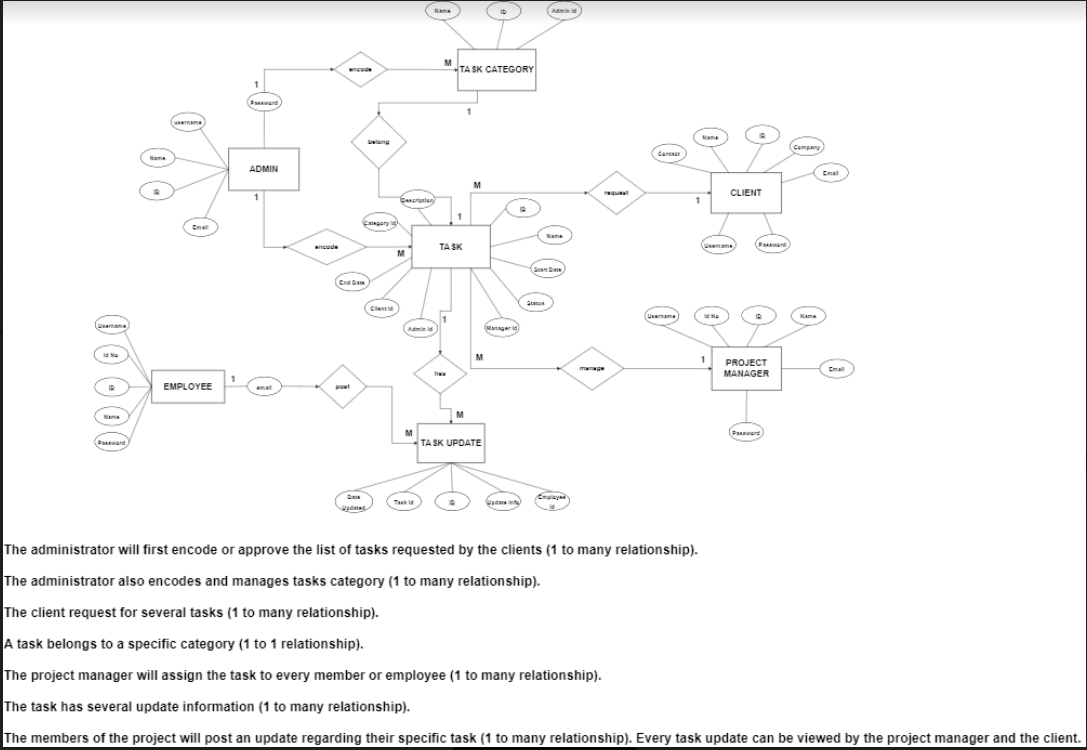 Name
ID
Admin Id
TASK CATEGORY
M
encode
1
Password
1
belong
username
Name
ID
Email
ADMIN
1
encode
M
Description
Category Id
1
TASK
M
request
1
CLIENT
Contact
Name
ID
Company
Email
Username
Password
ID
Name
Start Date
Status
Manager Id
Admin Id
Client Id
End Date
1
has
M
M
manage
1
PROJECT
MANAGER
Username
Id No
ID
Name
Email
Password
Username
Id No
ID
Name
Password
EMPLOYEE
1
email
post
M
TASK UPDATE
Date
Updated
Task Id
ID
Update Info
Employee
Id
The administrator will first encode or approve the list of tasks requested by the clients (1 to many relationship).
The administrator also encodes and manages tasks category (1 to many relationship).
The client request for several tasks (1 to many relationship).
A task belongs to a specific category (1 to 1 relationship).
The project manager will assign the task to every member or employee (1 to many relationship).
The task has several update information (1 to many relationship).
The members of the project will post an update regarding their specific task (1 to many relationship). Every task update can be viewed by the project manager and the client.